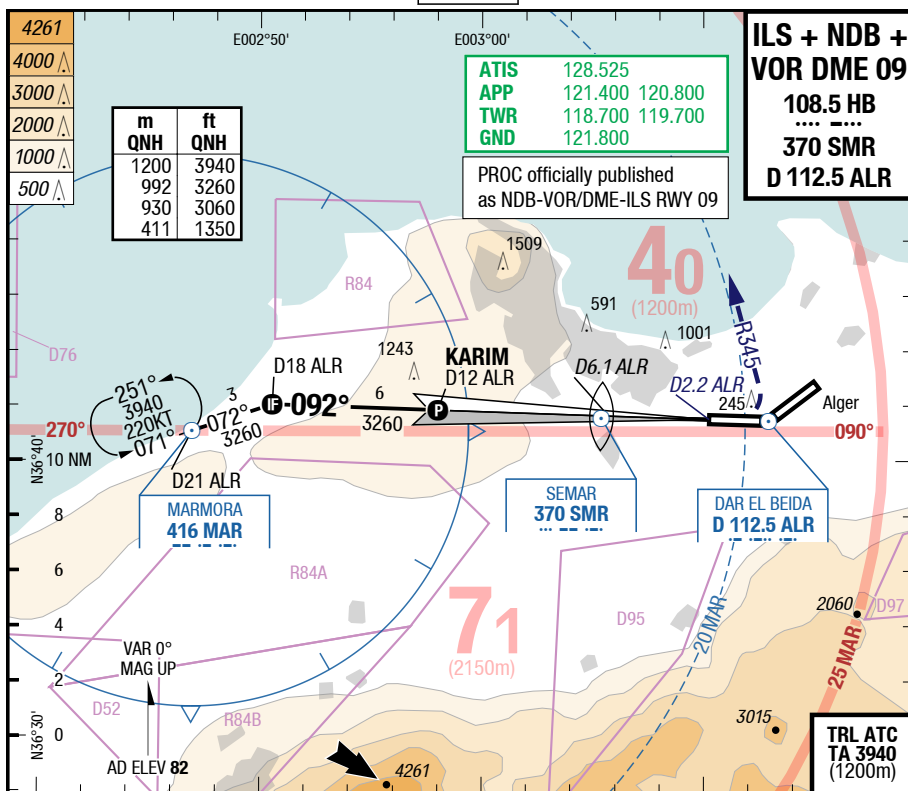 4261
4000
3000
2000
1000
500
E002°50'
E003°00'
ILS + NDB +
VOR DME 09
108.5 HB
370 SMR
D 112.5 ALR
ATIS 128.525
APP 121.400 120.800
TWR 118.700 119.700
GND 121.800
m ft
QNH QNH
1200 3940
992 3260
930 3060
411 1350
PROC officially published
as NDB-VOR/DME-ILS RWY 09
1509
40
(1200m)
R84
591
1001
R345
D76
1243
KARIM
D12 ALR
D6.1 ALR
D2.2 ALR
245
Alger
D18 ALR
251°
3940
220KT
071°
3
072°
3260
IF
092°
6
3260
P
270°
090°
N36°40'
10 NM
D21 ALR
MARMORA
416 MAR
SEMAR
370 SMR
DAR EL BEIDA
D 112.5 ALR
8
6
4
2
0
R84A
71
(2150m)
D95
20 MAR
2060
D97
25 MAR
VAR 0°
MAG UP
D52
R84B
N36°30'
AD ELEV 82
4261
3015
TRL ATC
TA 3940
(1200m)